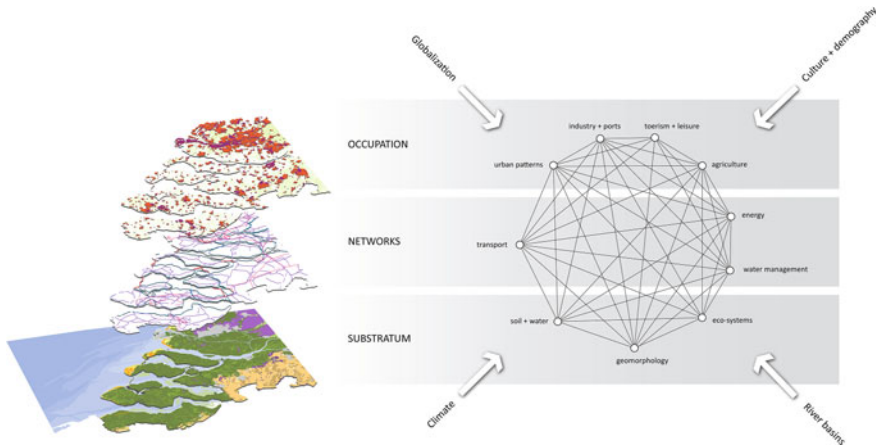 Globalization
Culture + demography
OCCUPATION
industry + ports
toerism + leisure
urban patterns
agriculture
NETWORKS
energy
transport
water management
SUBSTRATUM
soil + water
eco-systems
geomorphology
Climate
River basins